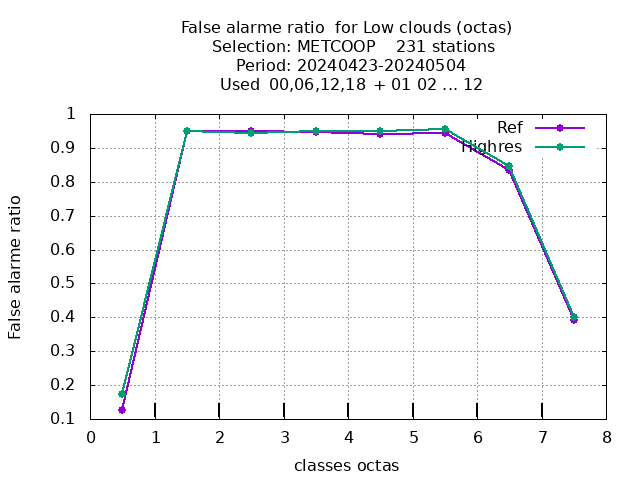 False alarme ratio  for Low clouds (octas)
Selection: METCOOP    231 stations
Period: 20240423-20240504
Used 00,06,12,18 + 01 02 ... 12
Ref
Highres
1
0.9
0.8
0.7
0.6
0.5
0.4
0.3
0.2
0.1
False alarme ratio
0 1 2 3 4 5 6 7 8
classes octas